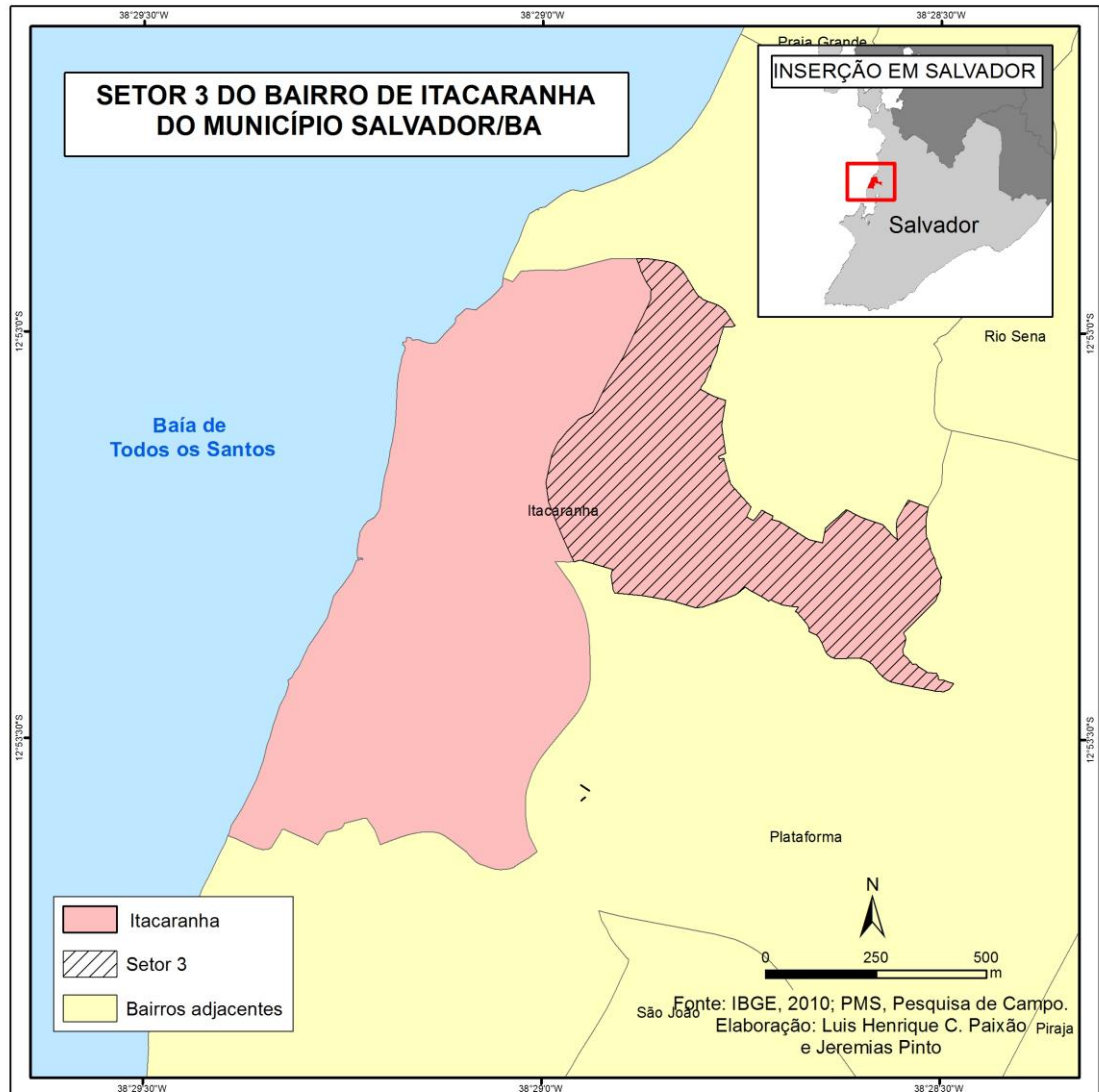 38°29'30"W
38°29'0"W
38°28'30"W
Praia Grande
SETOR 3 DO BAIRRO DE ITACARANHA
DO MUNICÍPIO SALVADOR/BA
INSERÇÃO EM SALVADOR
Salvador
12°53'0"S
12°53'0"S
Rio Sena
Baía de
Todos os Santos
Itacaranha
12°53'30"S
12°53'30"S
Plataforma
N
0 250 500
m
Itacaranha
Setor 3
Bairros adjacentes
São João
Fonte: IBGE, 2010; PMS, Pesquisa de Campo.
Elaboração: Luis Henrique C. Paixão
e Jeremias Pinto
Piraja
38°29'30"W
38°29'0"W
38°28'30"W